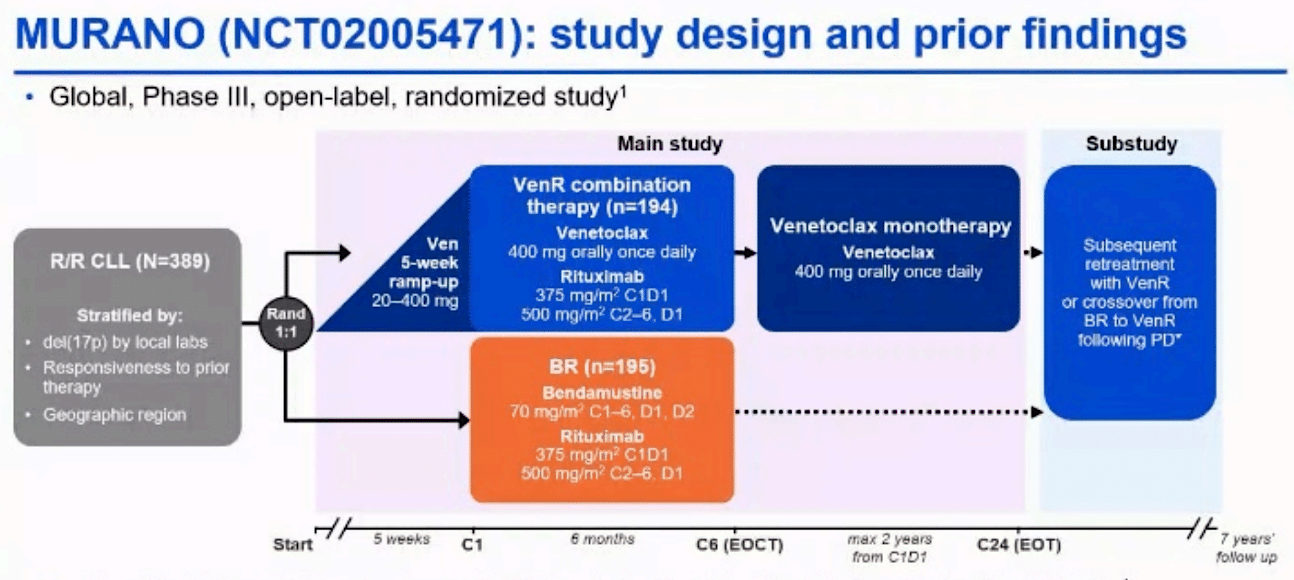 MURANO (NCT02005471): study design and prior findings
• Global, Phase III, open-label, randomized study¹
Main study
Substudy
R/R CLL (N=389)
Stratified by:
• del(17p) by local labs
• Responsiveness to prior
therapy
• Geographic region
Rand
1:1
Ven
5-week
ramp-up
20–400 mg
VenR combination
therapy (n=194)
Venetoclax
400 mg orally once daily
Rituximab
375 mg/m² C1D1
500 mg/m² C2–6, D1
Venetoclax monotherapy
Venetoclax
400 mg orally once daily
Subsequent
retreatment
with VenR
or crossover from
BR to VenR
following PD*
BR (n=195)
Bendamustine
70 mg/m² C1–6, D1, D2
Rituximab
375 mg/m² C1D1
500 mg/m² C2–6, D1
Start
5 weeks
C1
6 months
C6 (EOCT)
max 2 years
from C1D1
C24 (EOT)
7 years'
follow up